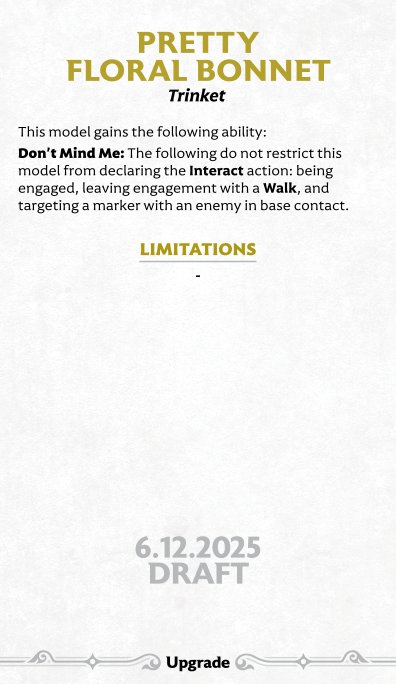 PRETTY
FLORAL BONNET
Trinket
This model gains the following ability:
Don't Mind Me: The following do not restrict this
model from declaring the Interact action: being
engaged, leaving engagement with a Walk, and
targeting a marker with an enemy in base contact.
LIMITATIONS
-
6.12.2025
DRAFT
Upgrade